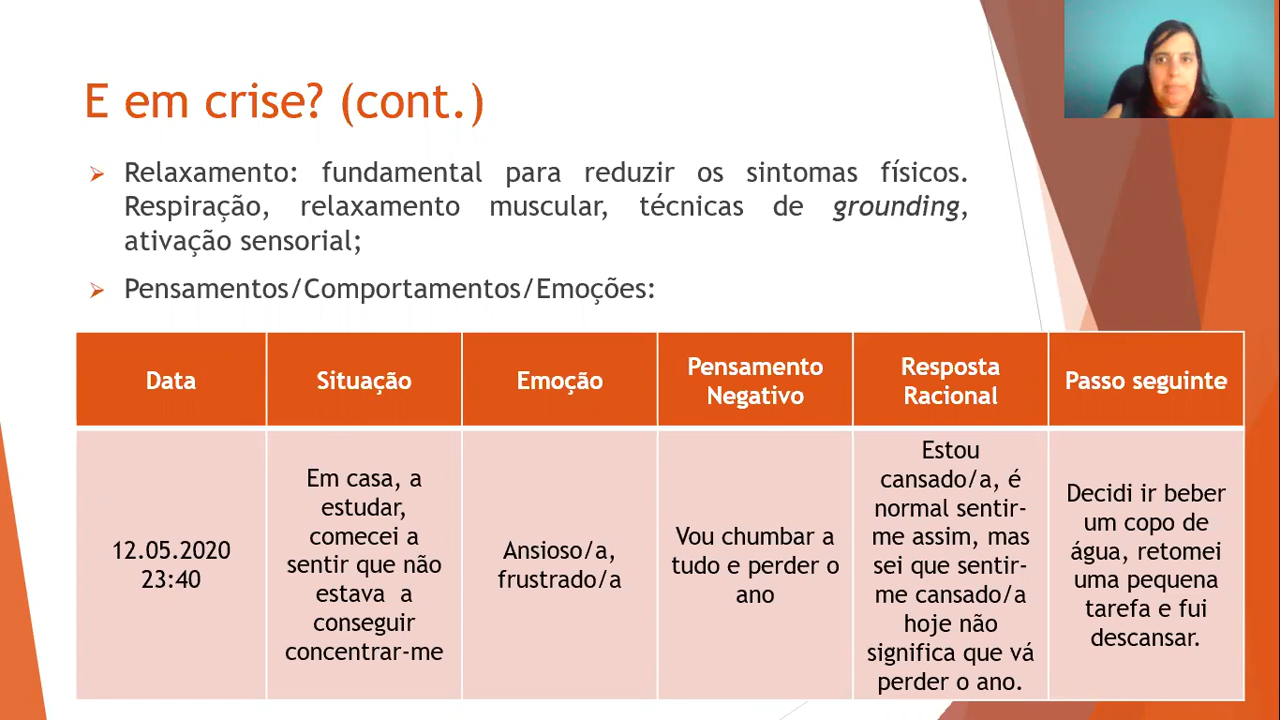 E em crise? (cont.)
Relaxamento: fundamental para reduzir os sintomas físicos.
Respiração, relaxamento muscular, técnicas de grounding,
ativação sensorial;
Pensamentos/Comportamentos/Emoções:
Data
Situação
Emoção
Pensamento
Negativo
Resposta
Racional
Passo seguinte
12.05.2020
23:40
Em casa, a
estudar,
comecei a
sentir que não
estava a
conseguir
concentrar-me
Ansioso/a,
frustrado/a
Vou chumbar a
tudo e perder o
ano
Estou
cansado/a, é
normal sentir-
me assim, mas
sei que sentir-
me cansado/a
hoje não
significa que vá
perder o ano.
Decidi ir beber
um copo de
água, retomei
uma pequena
tarefa e fui
descansar.